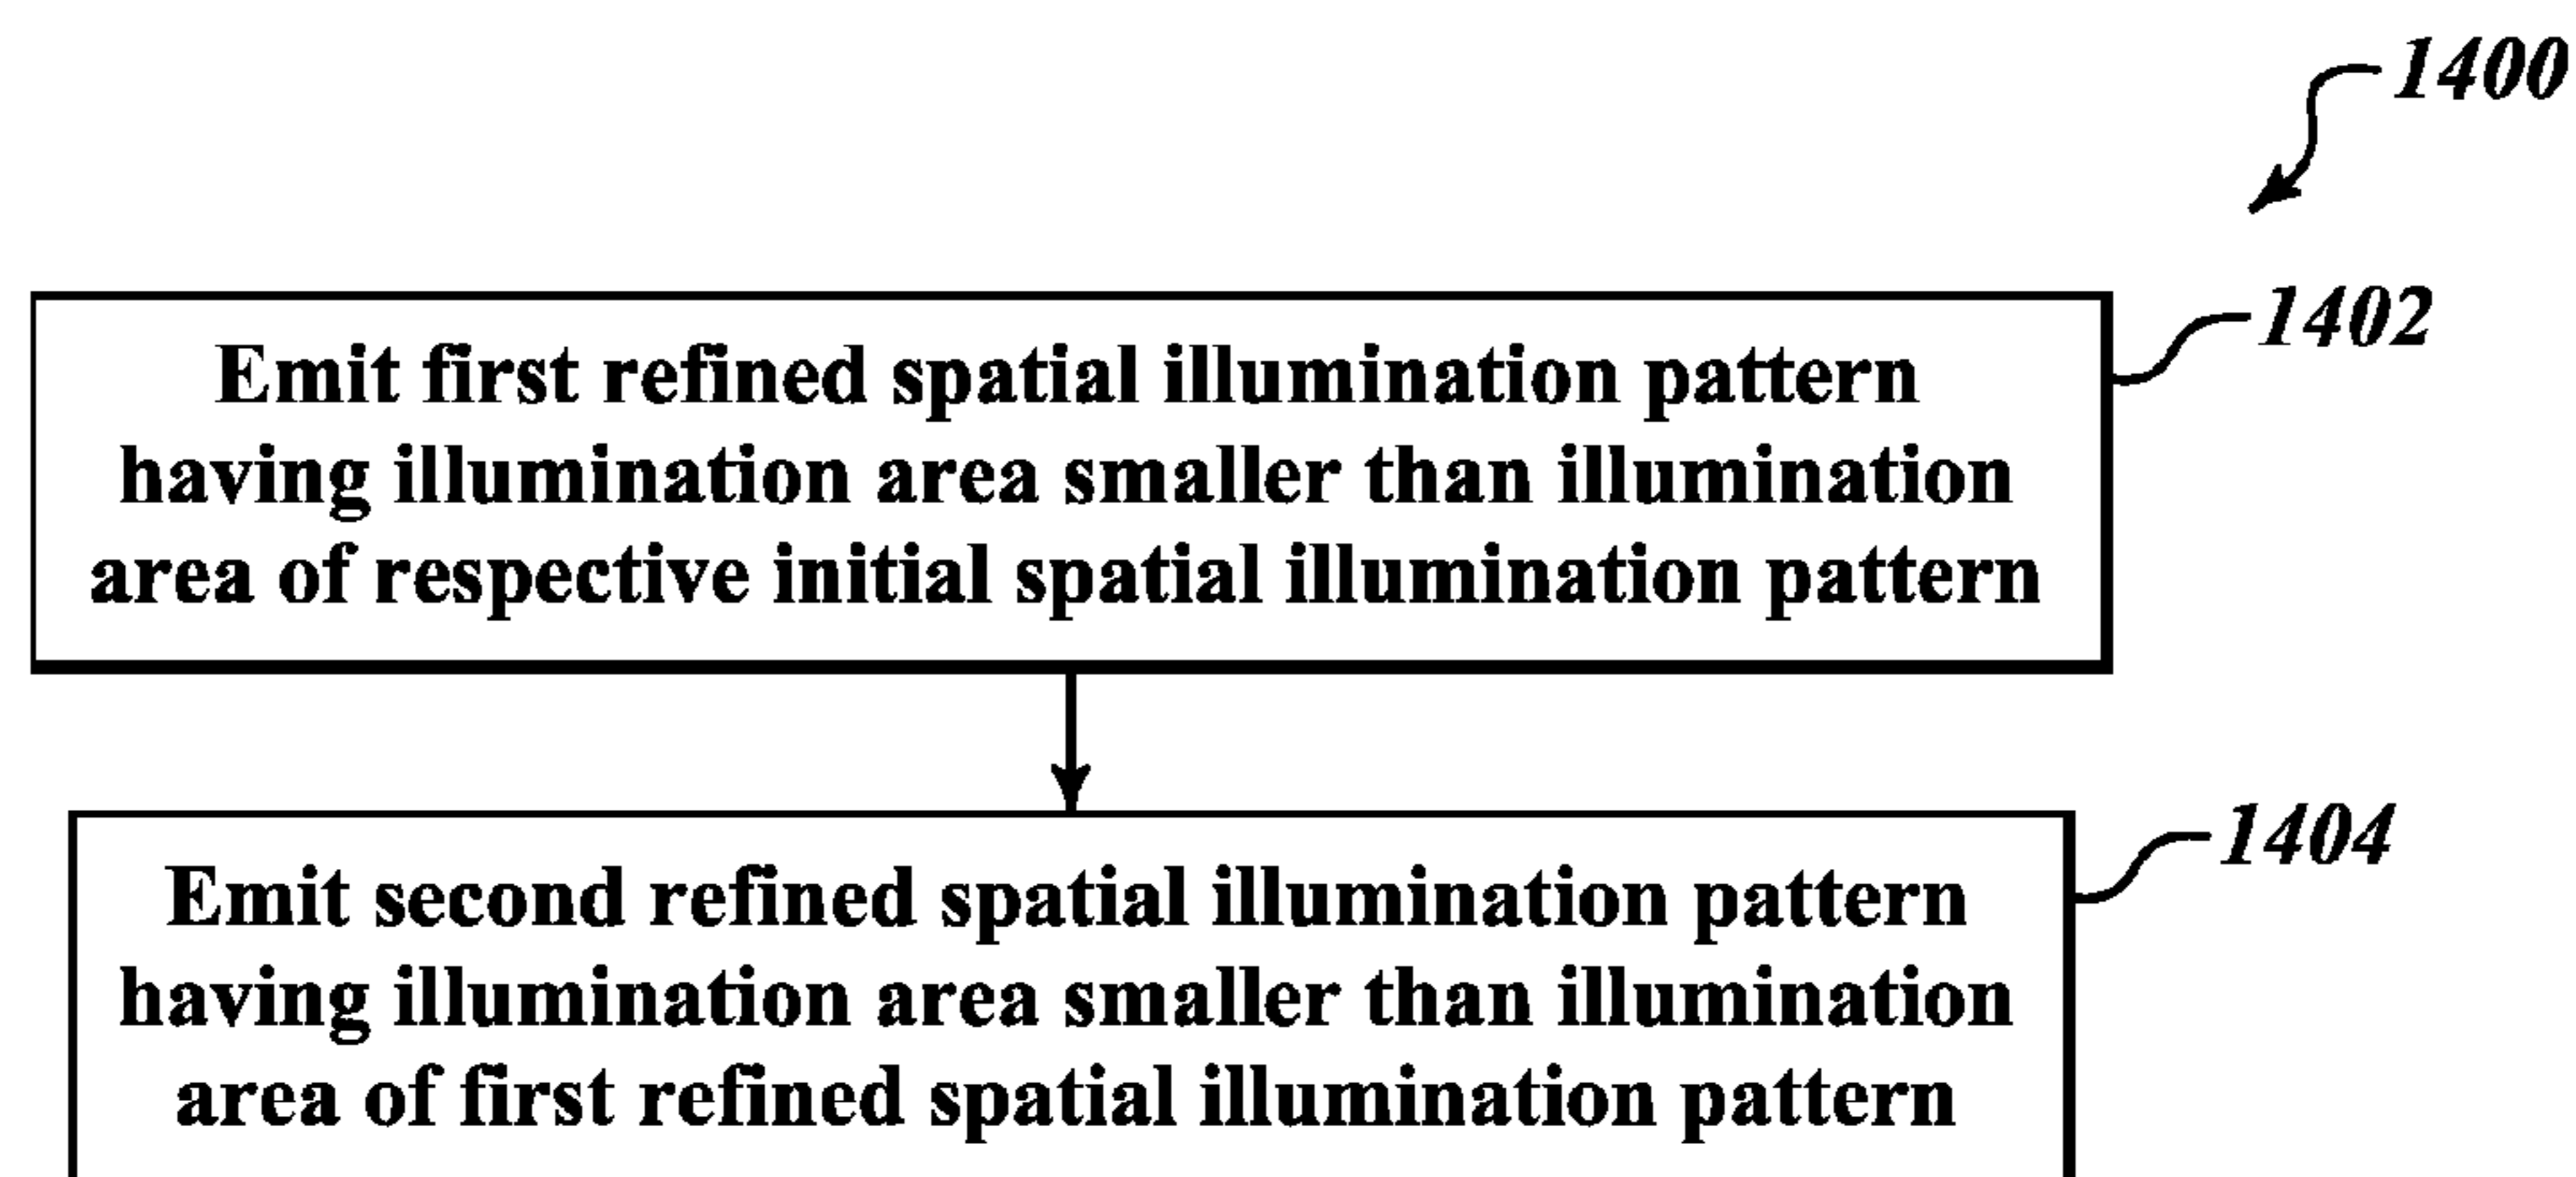 1400
1402
Emit first refined spatial illumination pattern
having illumination area smaller than illumination
area of respective initial spatial illumination pattern
1404
Emit second refined spatial illumination pattern
having illumination area smaller than illumination
area of first refined spatial illumination pattern